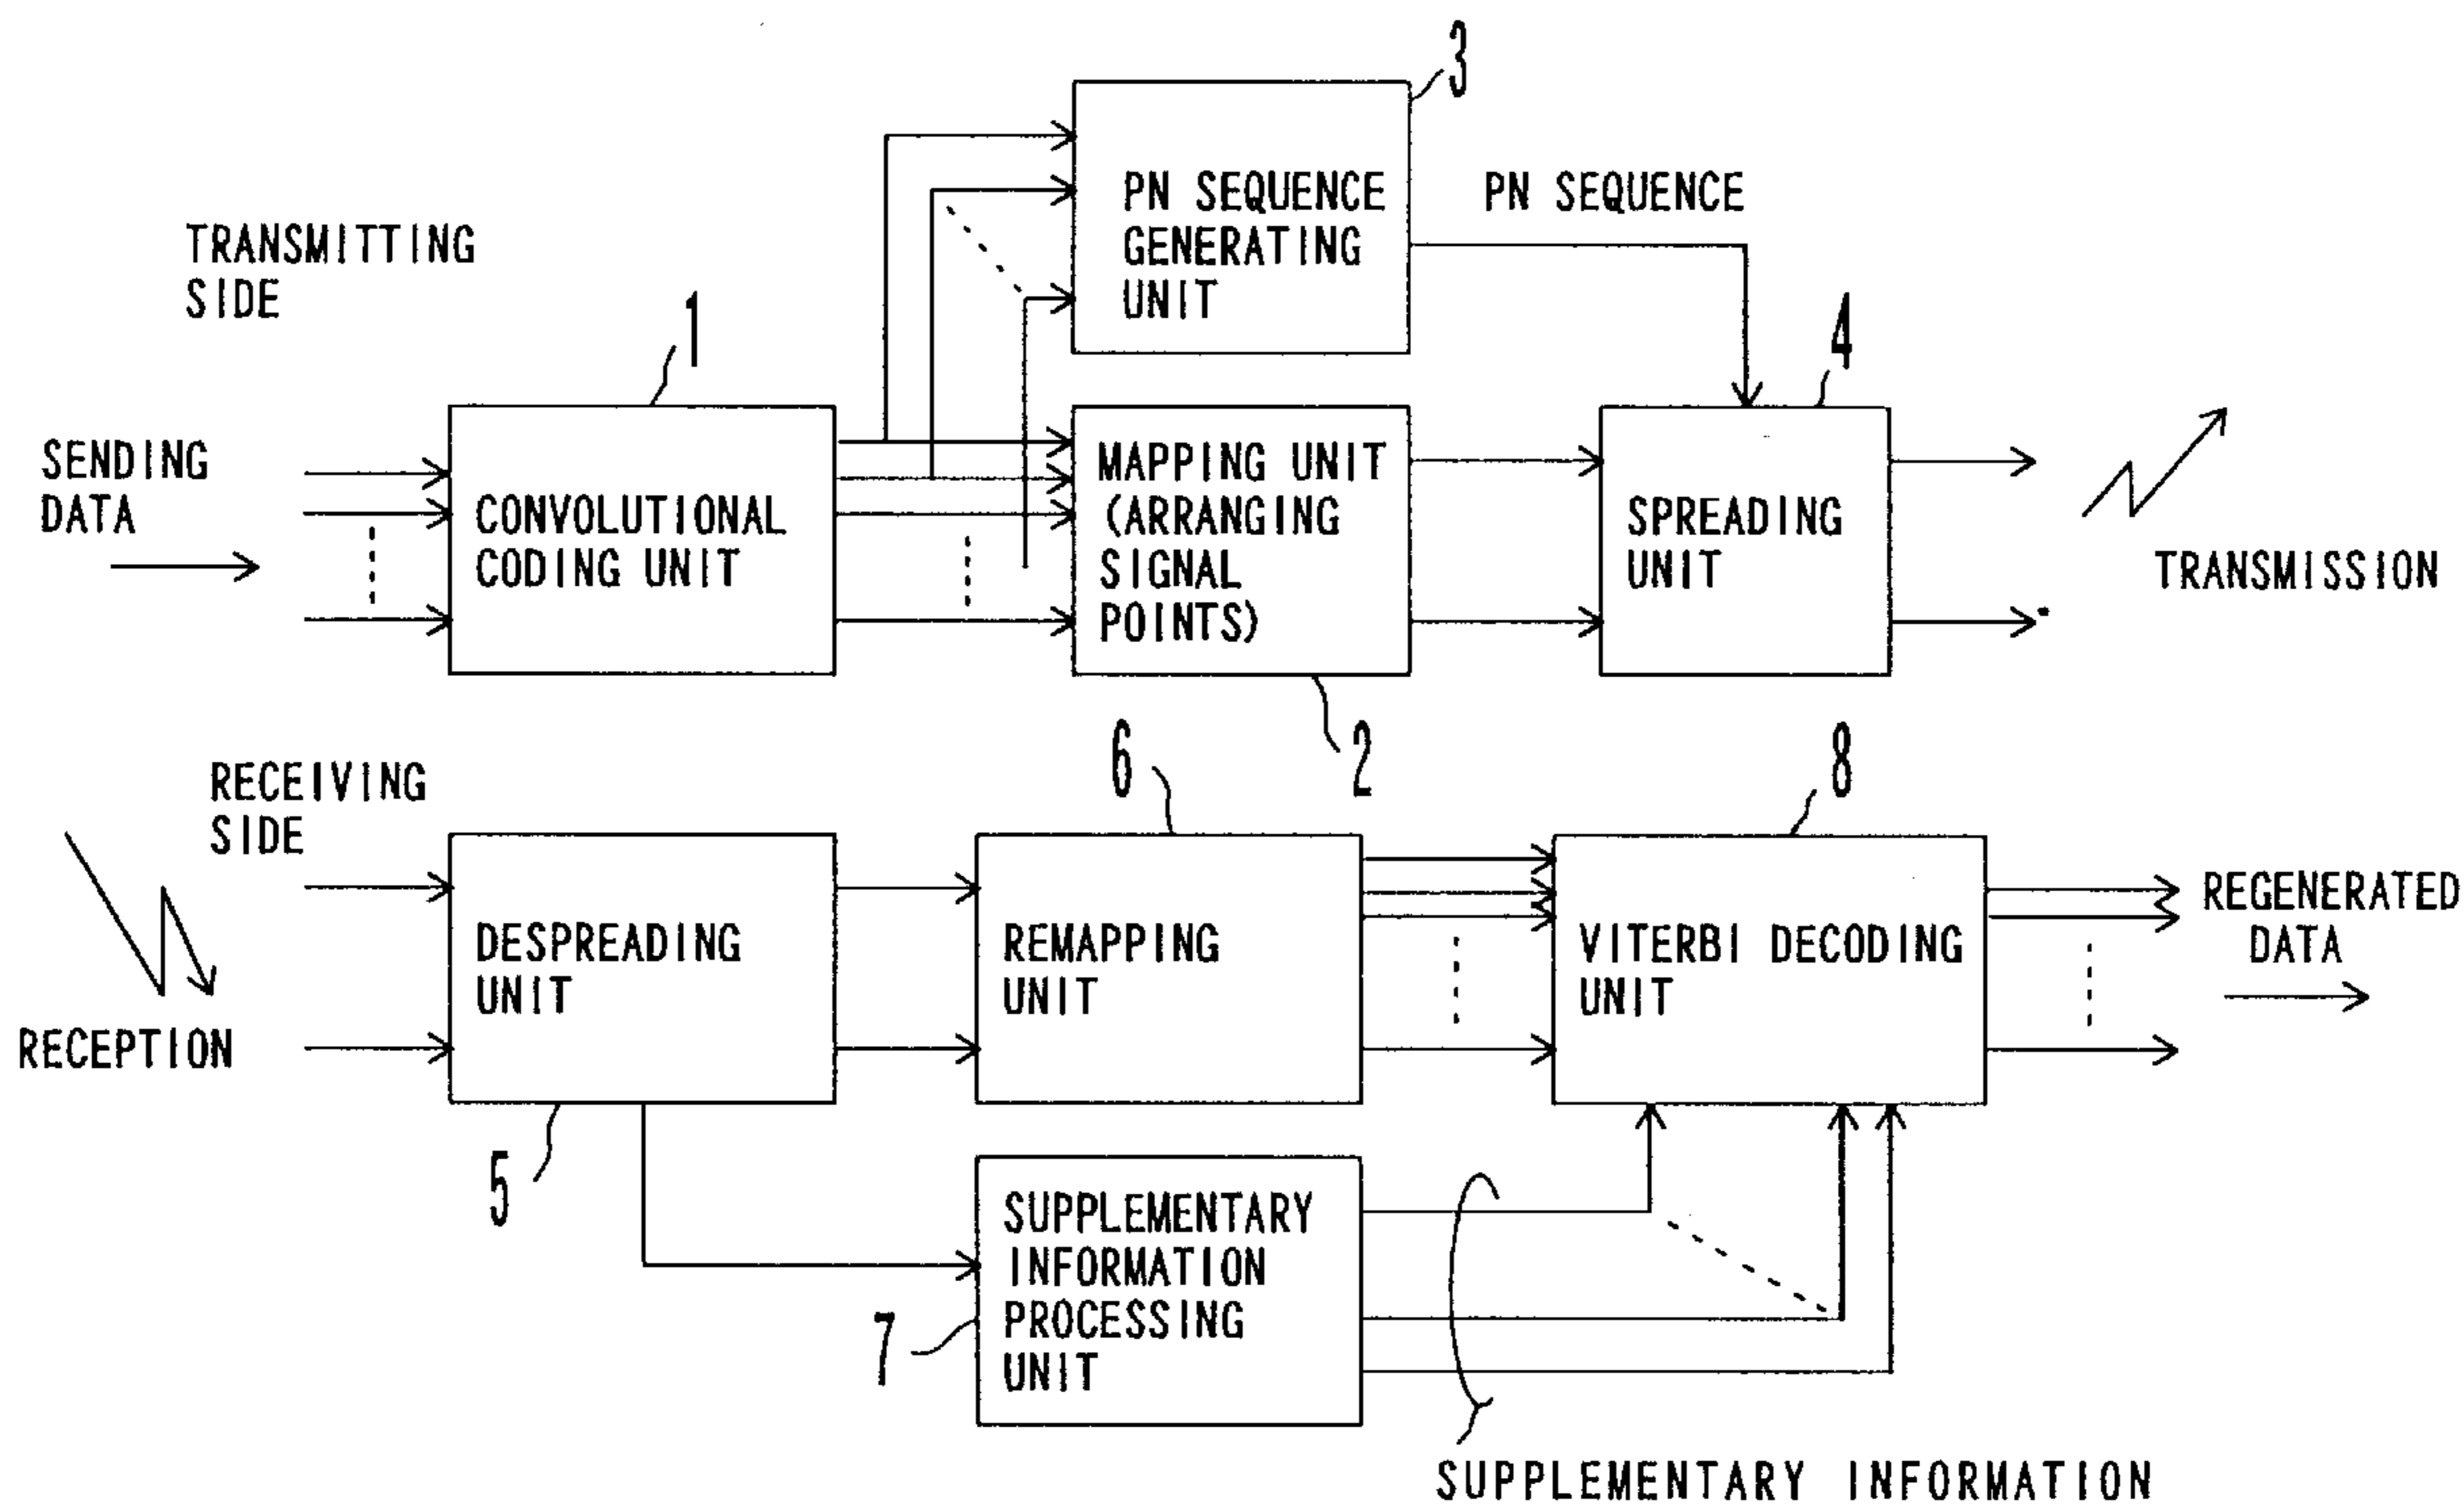 3
PN SEQUENCE
GENERATING
UNIT
PN SEQUENCE
TRANSMITTING
SIDE
1
4
SENDING
DATA
CONVOLUTIONAL
CODING UNIT
MAPPING UNIT
(ARRANGING
SIGNAL
POINTS)
SPREADING
UNIT
TRANSMISSION
2
RECEIVING
SIDE
6
8
DESPREADING
UNIT
REMAPPING
UNIT
VITERBI DECODING
UNIT
REGENERATED
DATA
RECEPTION
5
7
SUPPLEMENTARY
INFORMATION
PROCESSING
UNIT
SUPPLEMENTARY INFORMATION